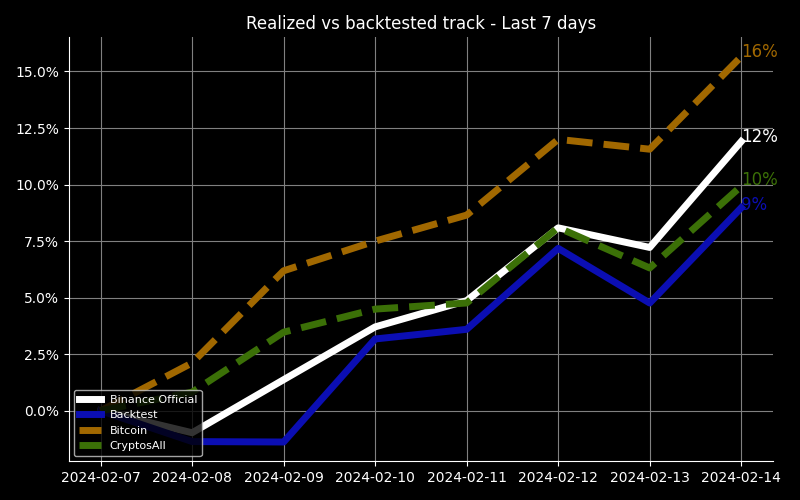 Realized vs backtested track - Last 7 days
15.0%
12.5%
10.0%
7.5%
5.0%
2.5%
0.0%
16%
12%
10%
9%
Binance Official
Backtest
Bitcoin
CryptosAll
2024-02-07 2024-02-08 2024-02-09 2024-02-10 2024-02-11 2024-02-12 2024-02-13 2024-02-14